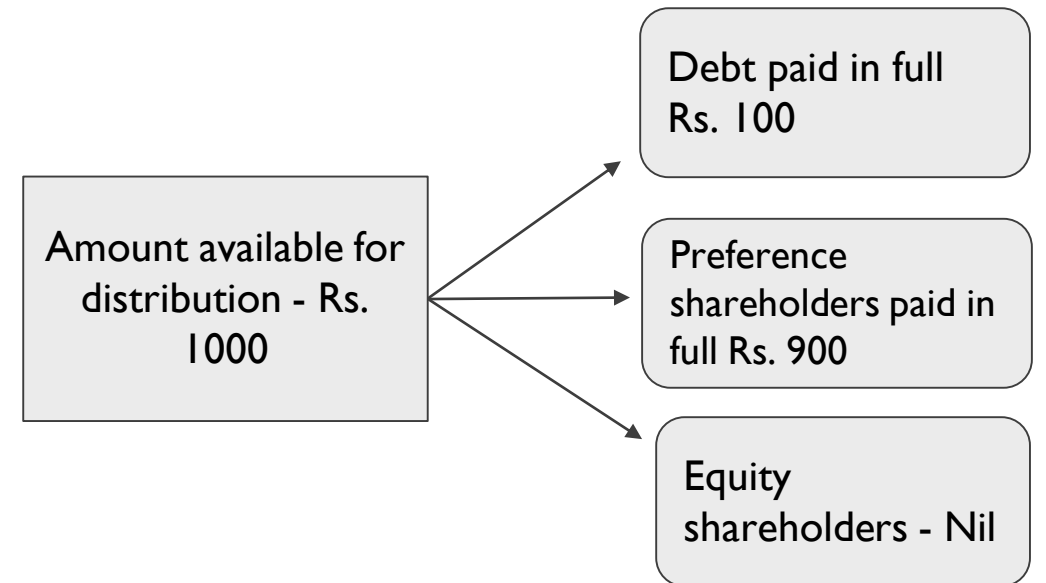 Amount available for
distribution - Rs.
1000
Debt paid in full
Rs. 100
Preference
shareholders paid in
full Rs. 900
Equity
shareholders - Nil